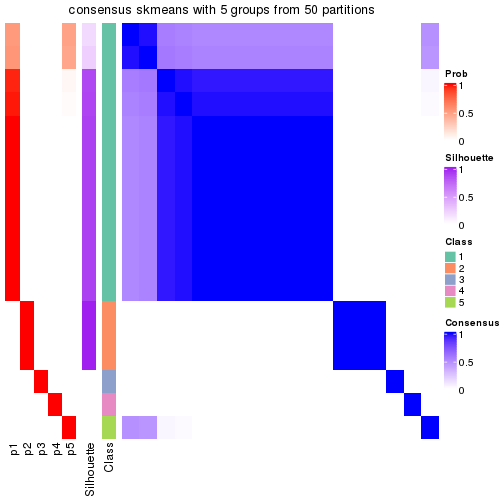 consensus skmeans with 5 groups from 50 partitions
Prob
1
0.5
0
Silhouette
1
0.5
0
Class
1
2
3
4
5
Consensus
1
0.5
0
p1
p2
p3
p4
p5
Silhouette
Class